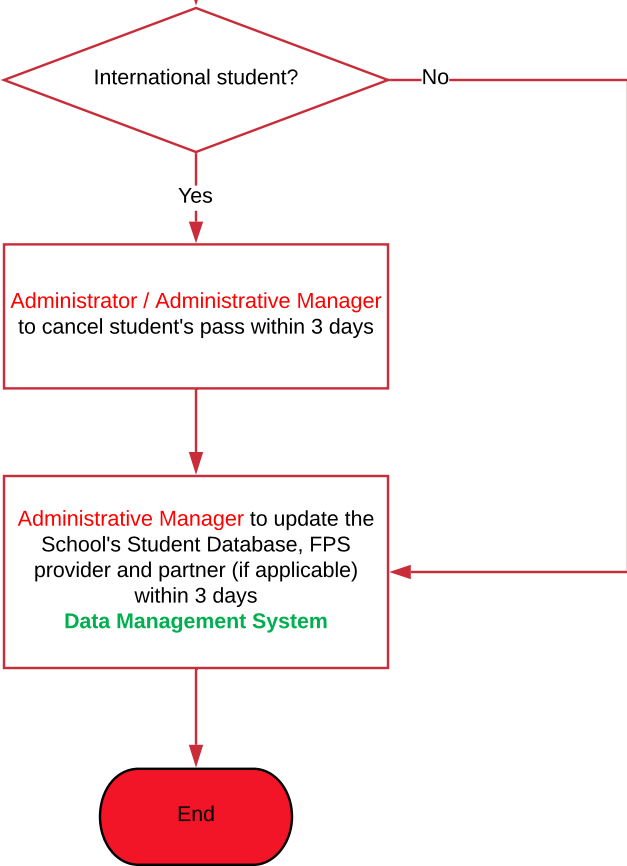 International student?
No
Yes
Administrator / Administrative Manager
to cancel student's pass within 3 days
Administrative Manager to update the
School's Student Database, FPS
provider and partner (if applicable)
within 3 days
Data Management System
End